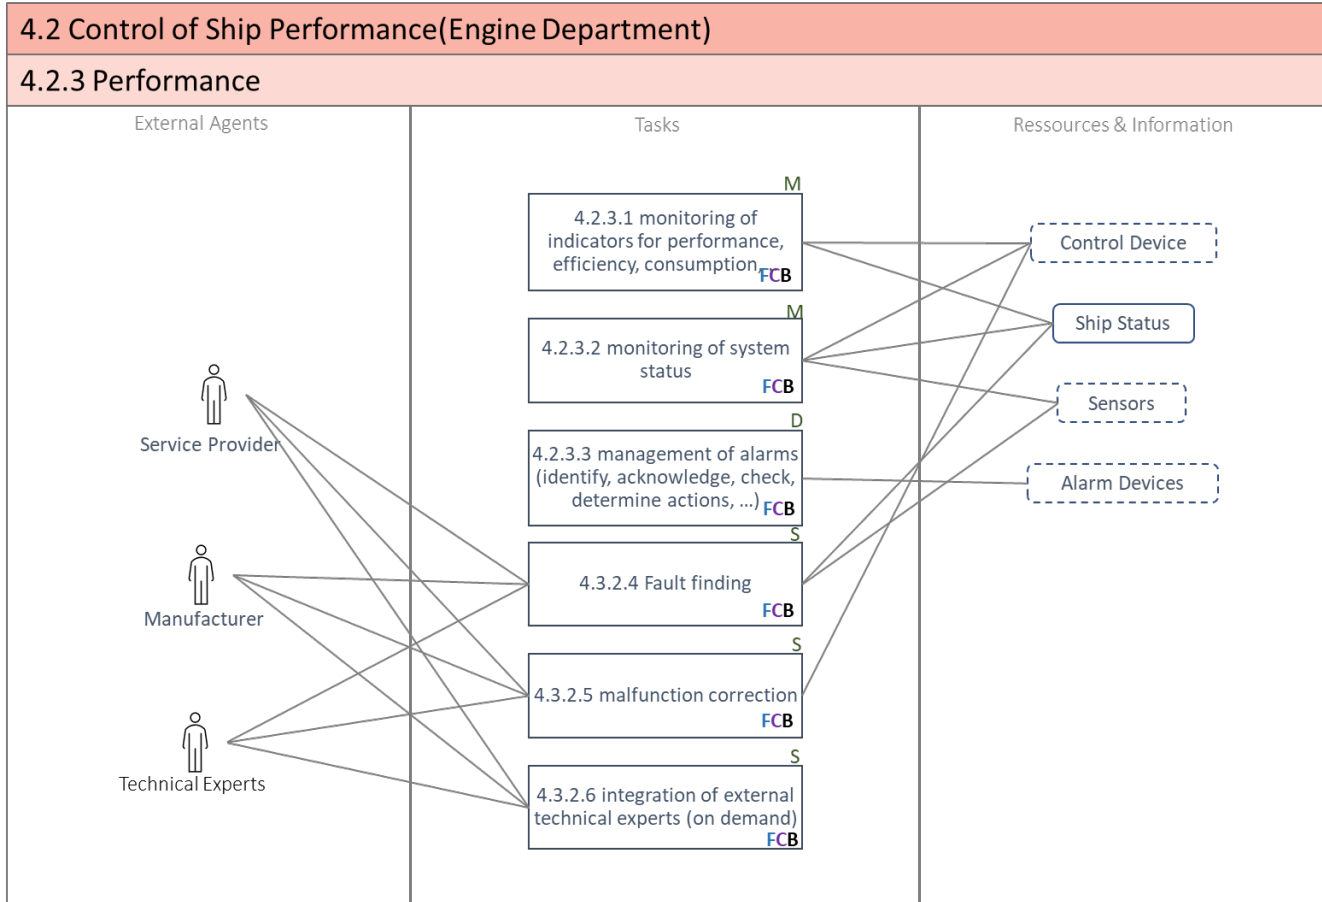 4.2 Control of Ship Performance(Engine Department)
4.2.3 Performance
External Agents
Tasks
Ressources & Information
M
4.2.3.1 monitoring of
indicators for performance,
efficiency, consumption,
FCB
M
4.2.3.2 monitoring of system
status
FCB
D
4.2.3.3 management of alarms
(identify, acknowledge, check,
determine actions, ...)
FCB
S
4.3.2.4 Fault finding
FCB
S
4.3.2.5 malfunction correction
FCB
S
4.3.2.6 integration of external
technical experts (on demand)
FCB
Service Provider
Manufacturer
Technical Experts
Control Device
Ship Status
Sensors
Alarm Devices